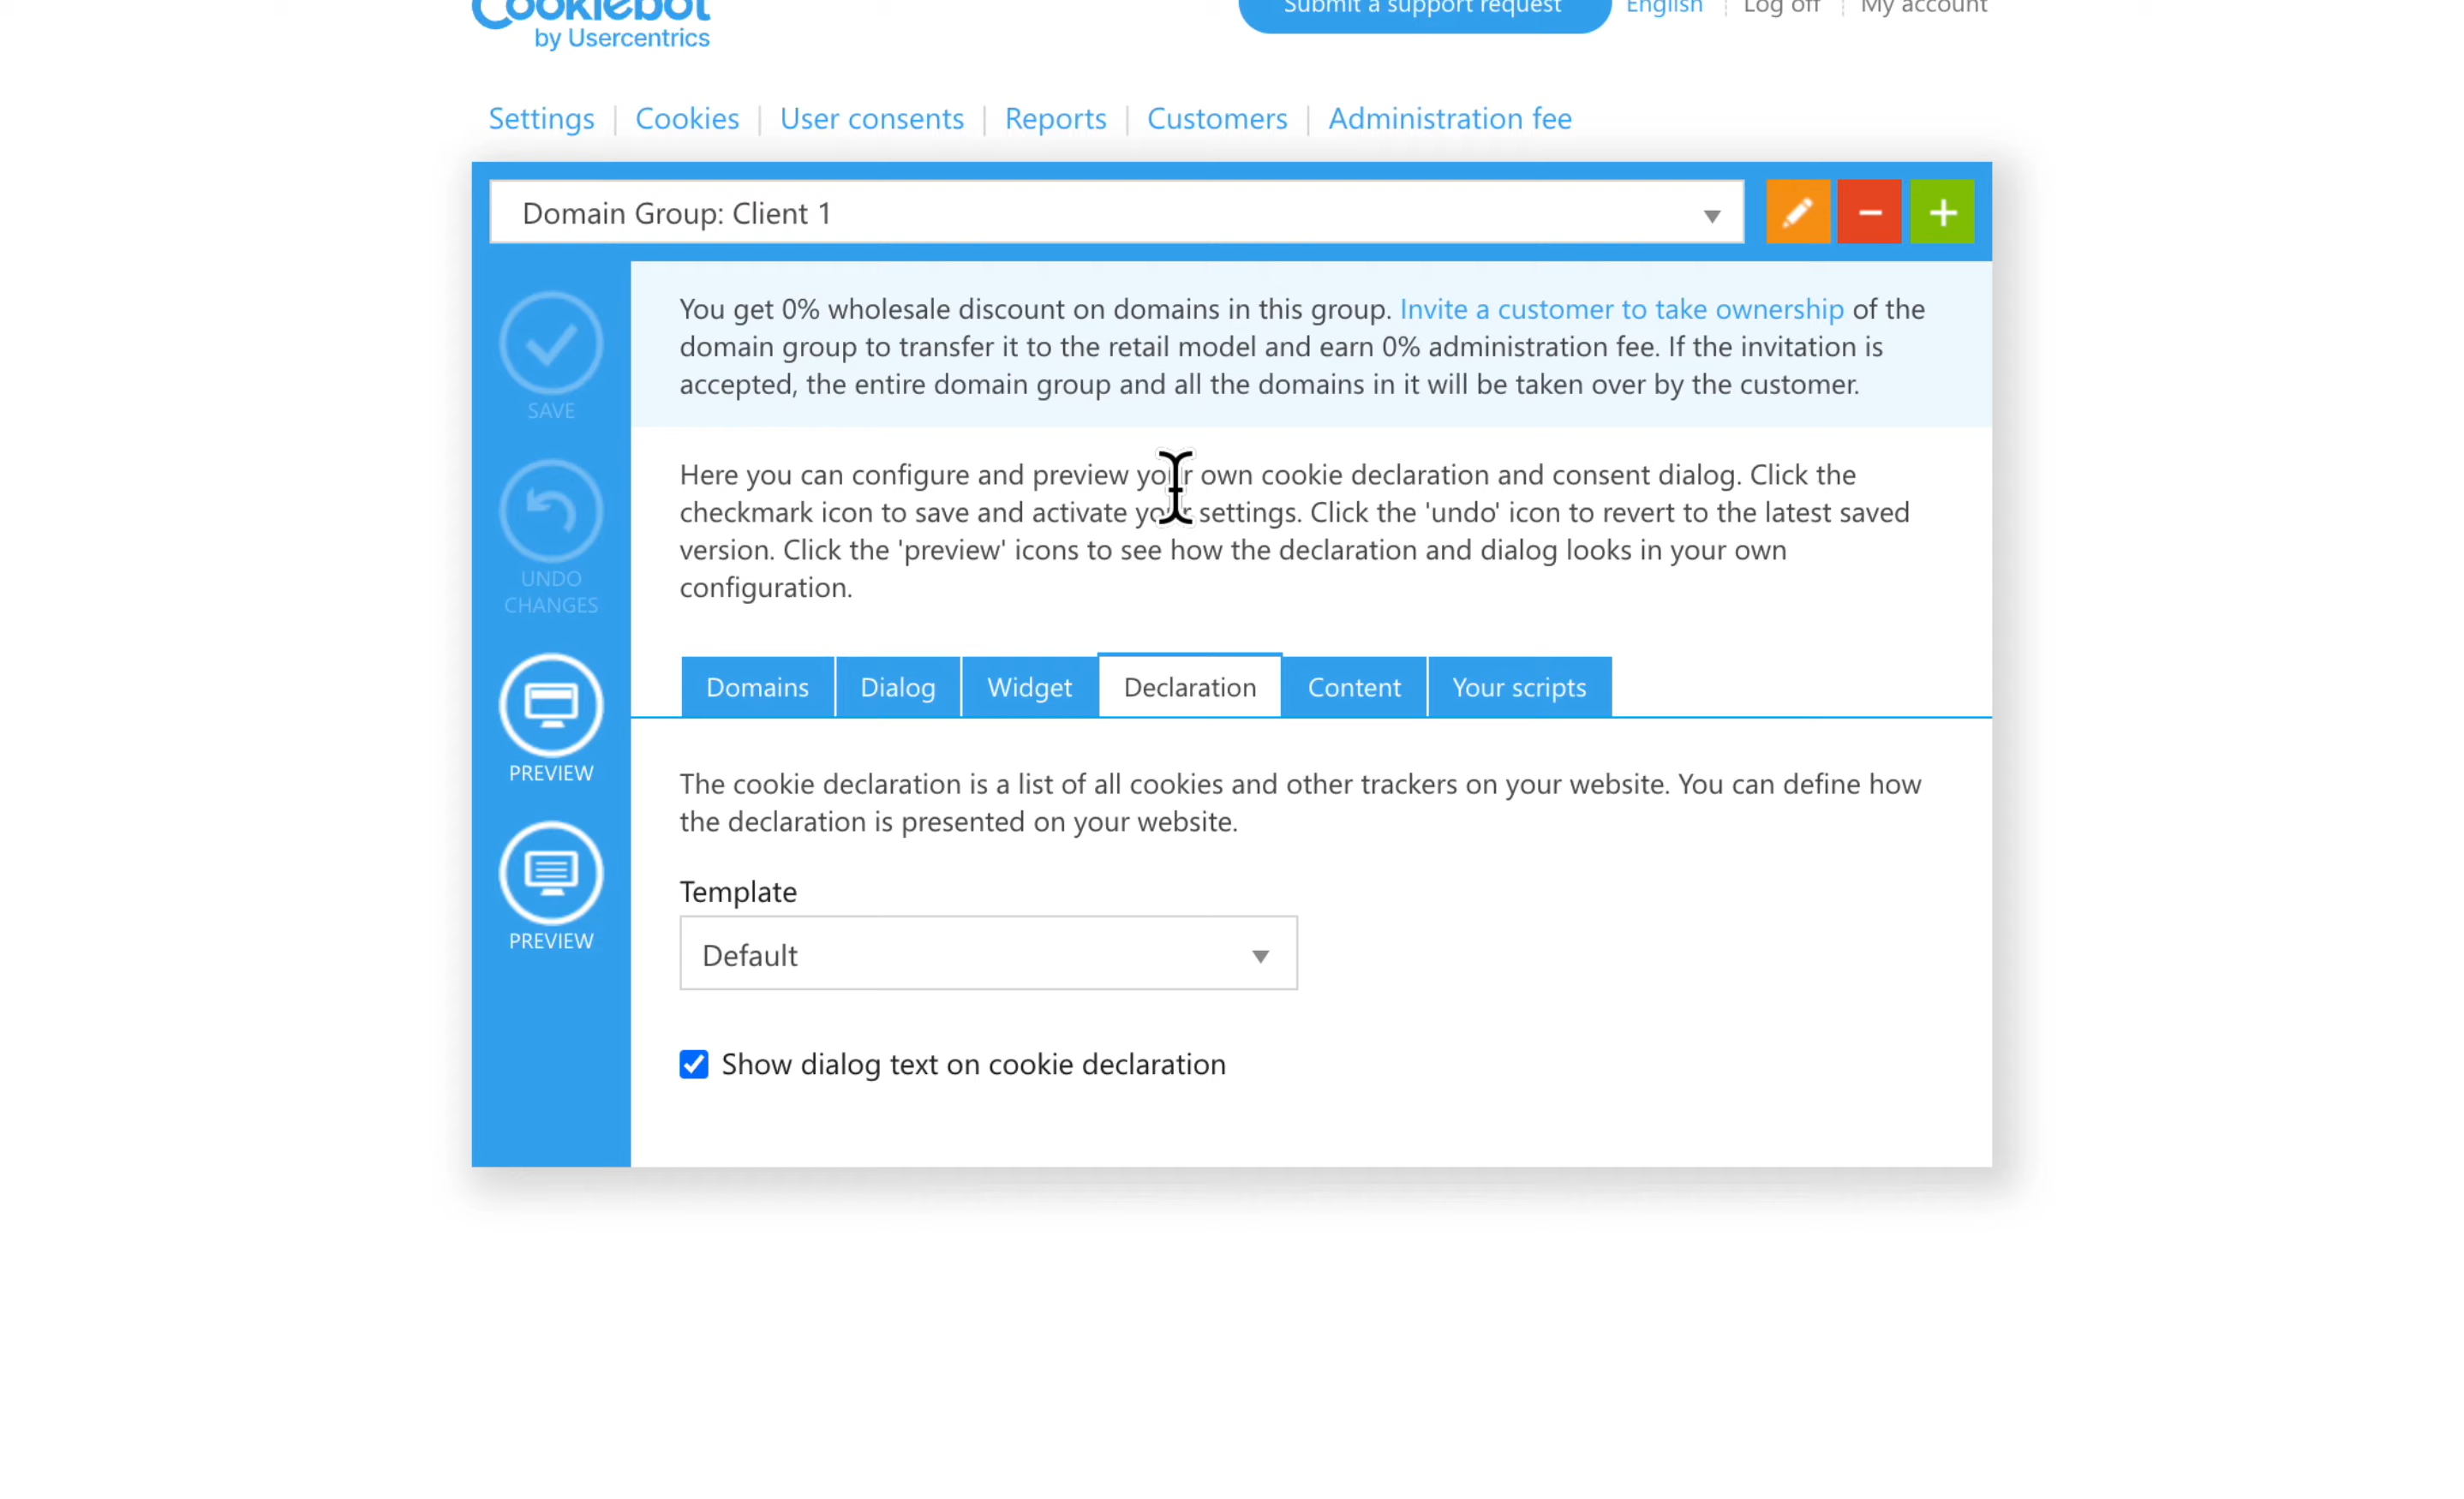 Cookiebot
by Usercentrics
Submit a support request
English
Log off
My account
Settings
Cookies
User consents
Reports
Customers
Administration fee
Domain Group: Client 1
You get 0% wholesale discount on domains in this group. Invite a customer to take ownership of the
domain group to transfer it to the retail model and earn 0% administration fee. If the invitation is
accepted, the entire domain group and all the domains in it will be taken over by the customer.
SAVE
Here you can configure and preview your own cookie declaration and consent dialog. Click the
checkmark icon to save and activate your settings. Click the 'undo' icon to revert to the latest saved
version. Click the 'preview' icons to see how the declaration and dialog looks in your own
configuration.
UNDO
CHANGES
Domains
Dialog
Widget
Declaration
Content
Your scripts
PREVIEW
The cookie declaration is a list of all cookies and other trackers on your website. You can define how
the declaration is presented on your website.
Template
PREVIEW
Default
Show dialog text on cookie declaration